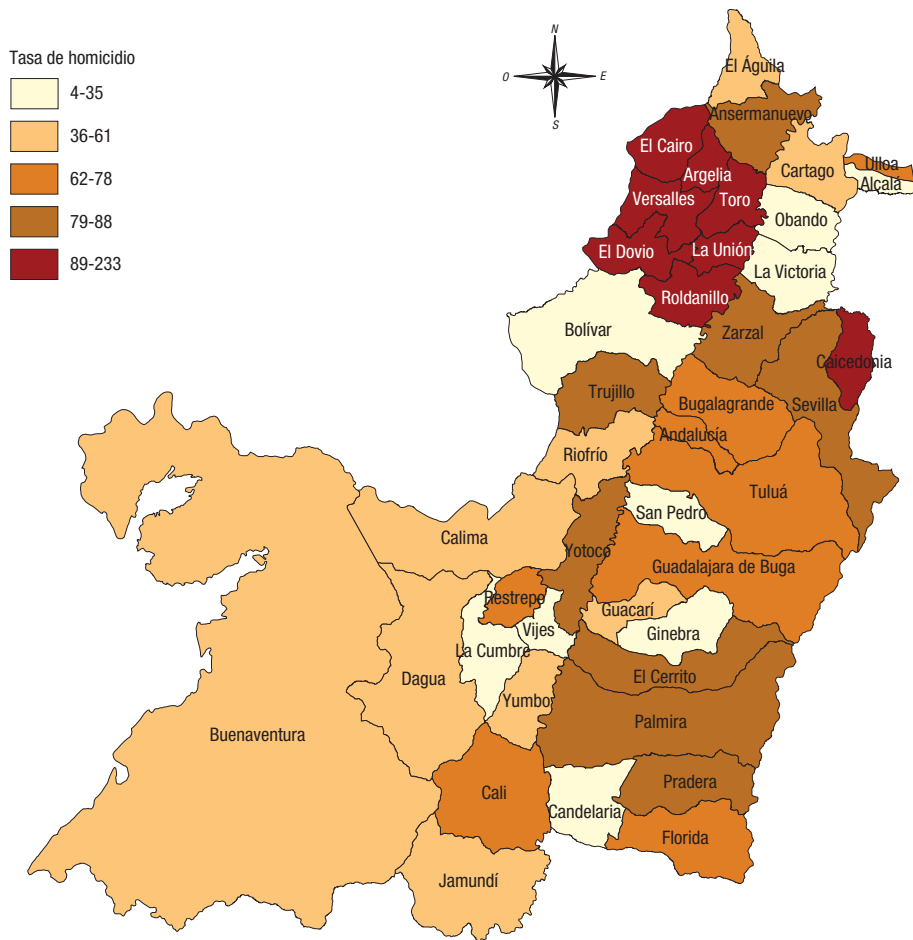 Tasa de homicidio
4-35
36-61
62-78
79-88
89-233
N
O
E
S
El Águila
Ansermanuevo
El Cairo
Argelia
Cartago
Ulloa
Alcalá
Versalles
Toro
Obando
El Dovio
La Unión
La Victoria
Roldanillo
Bolívar
Zarzal
Caicedonia
Trujillo
Bugalagrande
Sevilla
Andalucía
Riofrío
Tuluá
San Pedro
Calima
Yotoco
Guadalajara de Buga
Restrepo
Guacarí
Vijes
Ginebra
La Cumbre
Dagua
El Cerrito
Yumbo
Palmira
Buenaventura
Pradera
Cali
Candelaria
Florida
Jamundí